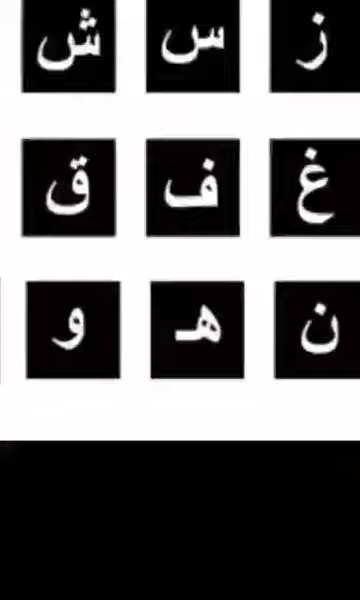 ز س ش
غ ف ق
ن هـ و